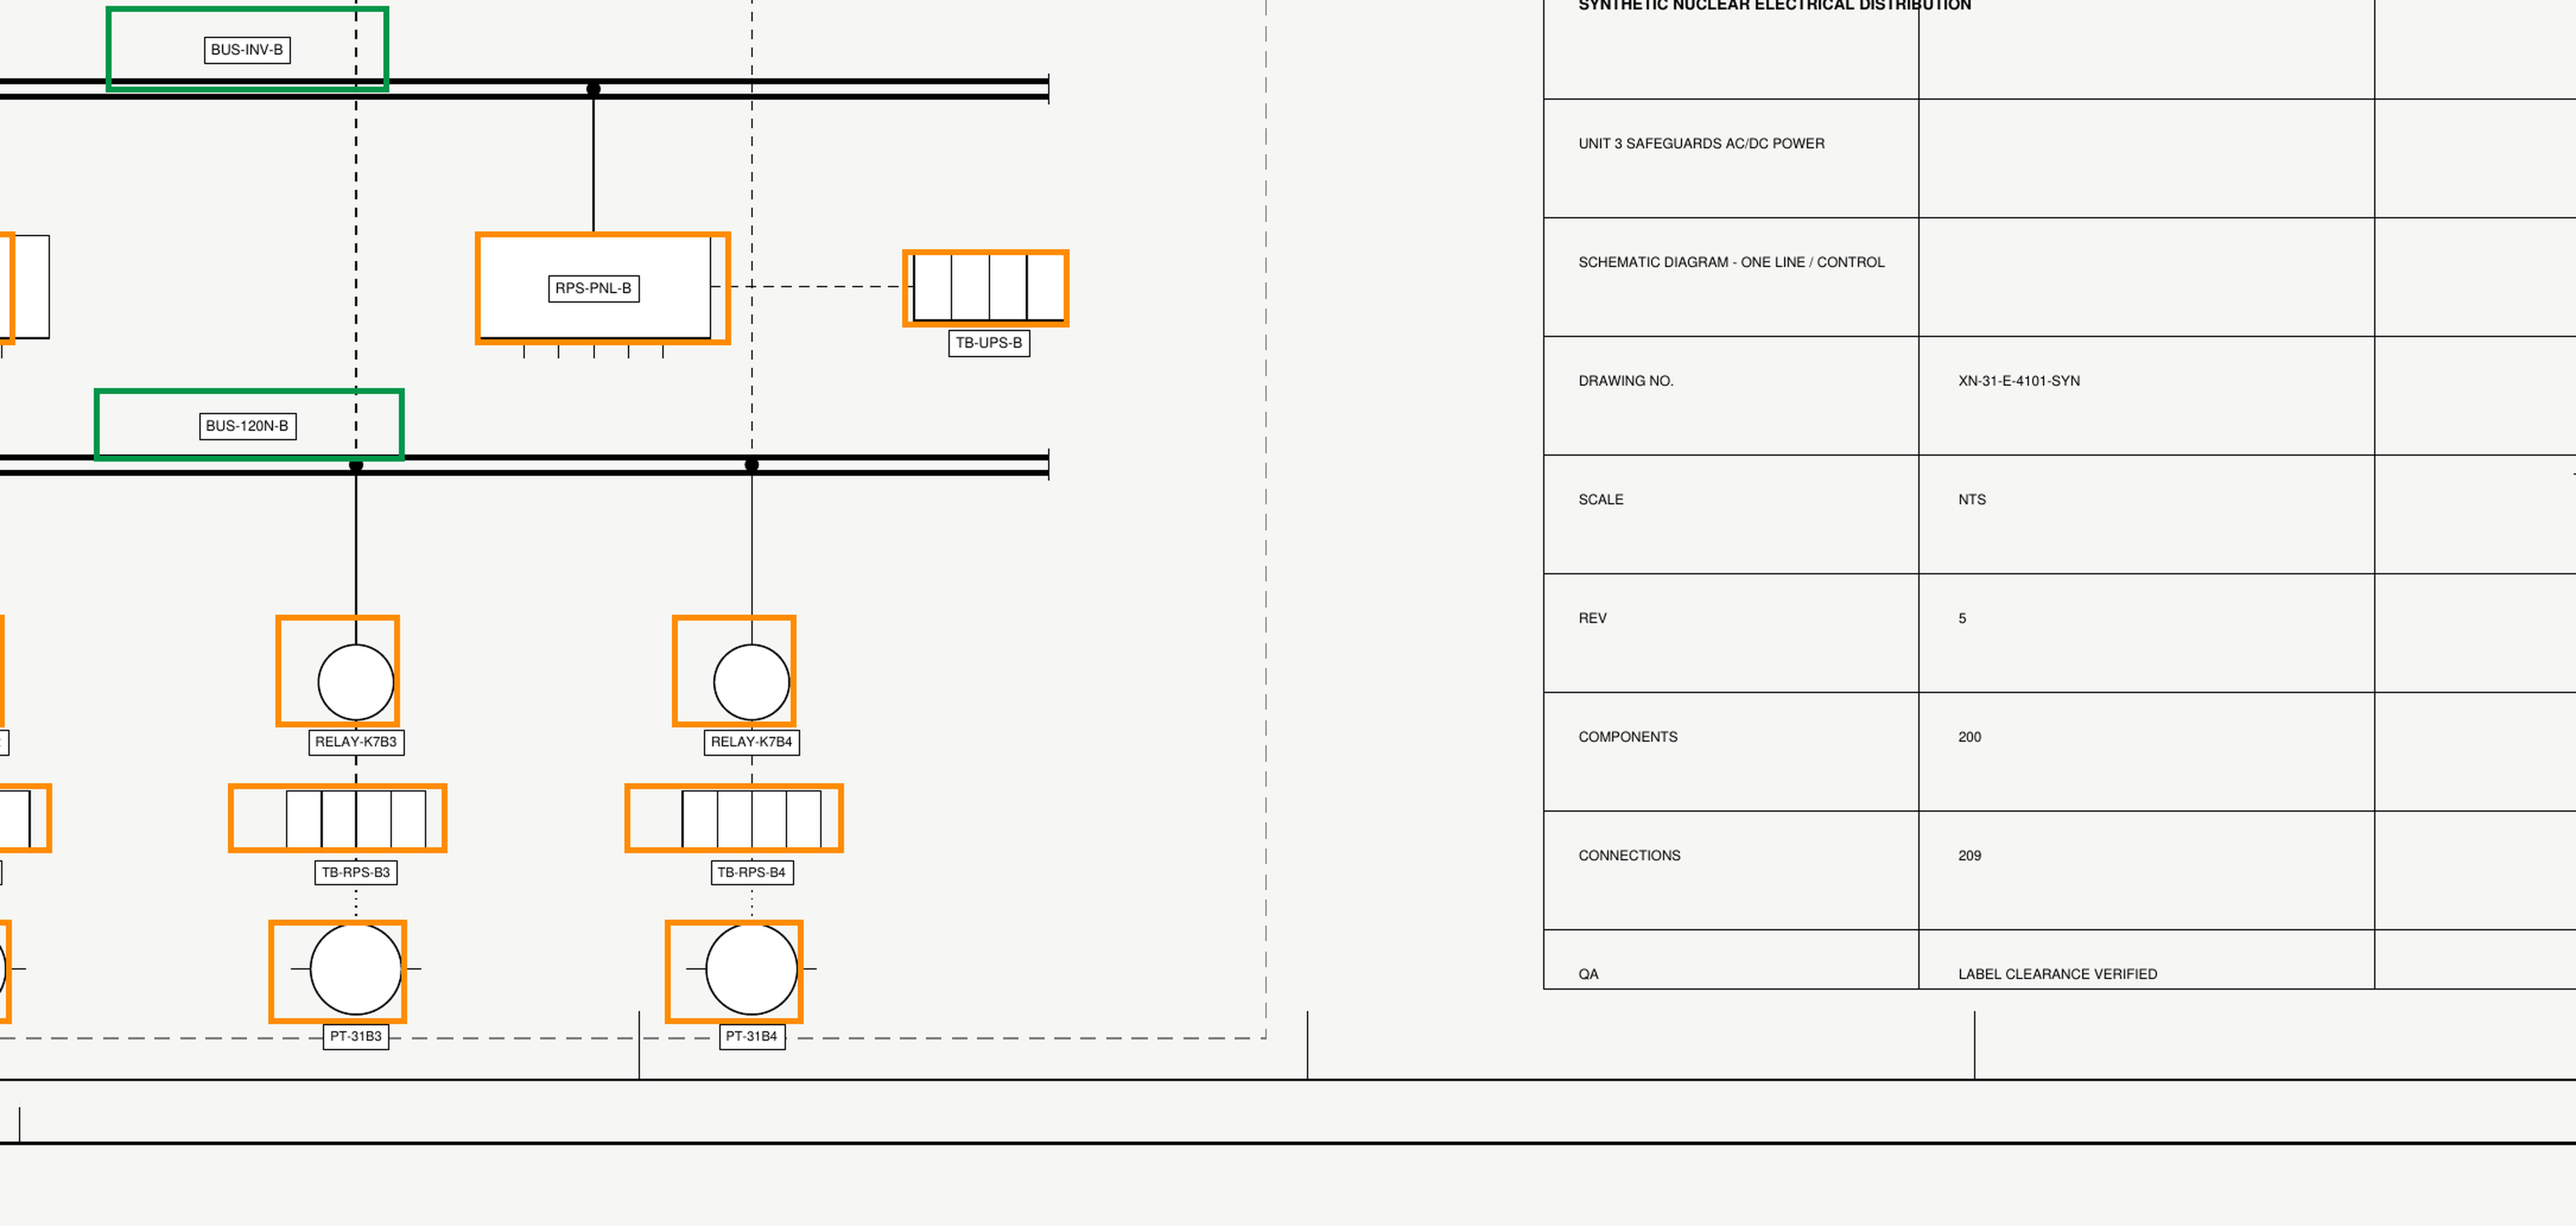 BUS-INV-B
RPS-PNL-B
TB-UPS-B
BUS-120N-B
RELAY-K7B3
RELAY-K7B4
TB-RPS-B3
TB-RPS-B4
PT-31B3
PT-31B4
SYNTHETIC NUCLEAR ELECTRICAL DISTRIBUTION
UNIT 3 SAFEGUARDS AC/DC POWER
SCHEMATIC DIAGRAM - ONE LINE / CONTROL
DRAWING NO.
XN-31-E-4101-SYN
SCALE
NTS
REV
5
COMPONENTS
200
CONNECTIONS
209
QA
LABEL CLEARANCE VERIFIED